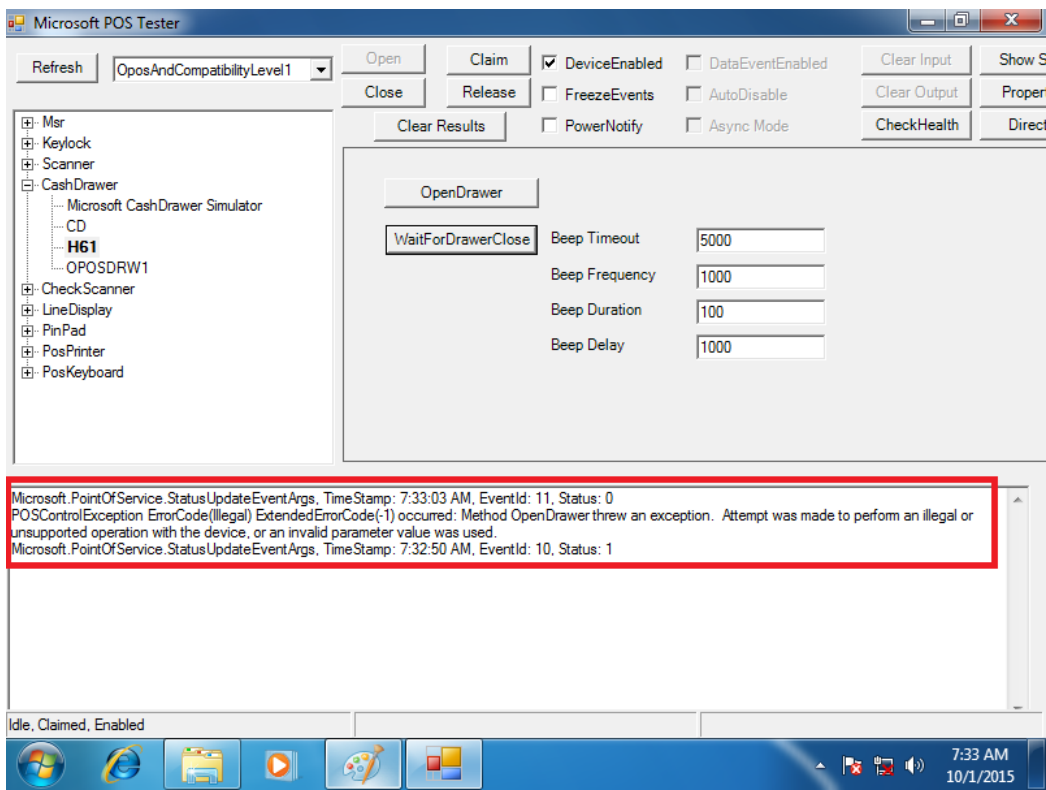 Microsoft POS Tester
Refresh
OposAndCompatibilityLevel1
Open
Claim
DeviceEnabled
DataEventEnabled
Clear Input
Show S
Close
Release
FreezeEvents
AutoDisable
Clear Output
Propert
Clear Results
PowerNotify
Async Mode
CheckHealth
Direct
Msr
Keylock
Scanner
CashDrawer
Microsoft CashDrawer Simulator
CD
H61
OPOSDRW1
CheckScanner
LineDisplay
PinPad
PosPrinter
PosKeyboard
OpenDrawer
WaitForDrawerClose
Beep Timeout
5000
Beep Frequency
1000
Beep Duration
100
Beep Delay
1000
Microsoft.PointOfService.StatusUpdateEventArgs, TimeStamp: 7:33:03 AM, EventId: 11, Status: 0
POSControlException ErrorCode(Illegal) ExtendedErrorCode(-1) occurred: Method OpenDrawer threw an exception.  Attempt was made to perform an illegal or
unsupported operation with the device, or an invalid parameter value was used.
Microsoft.PointOfService.StatusUpdateEventArgs, TimeStamp: 7:32:50 AM, EventId: 10, Status: 1
Idle, Claimed, Enabled
7:33 AM
10/1/2015